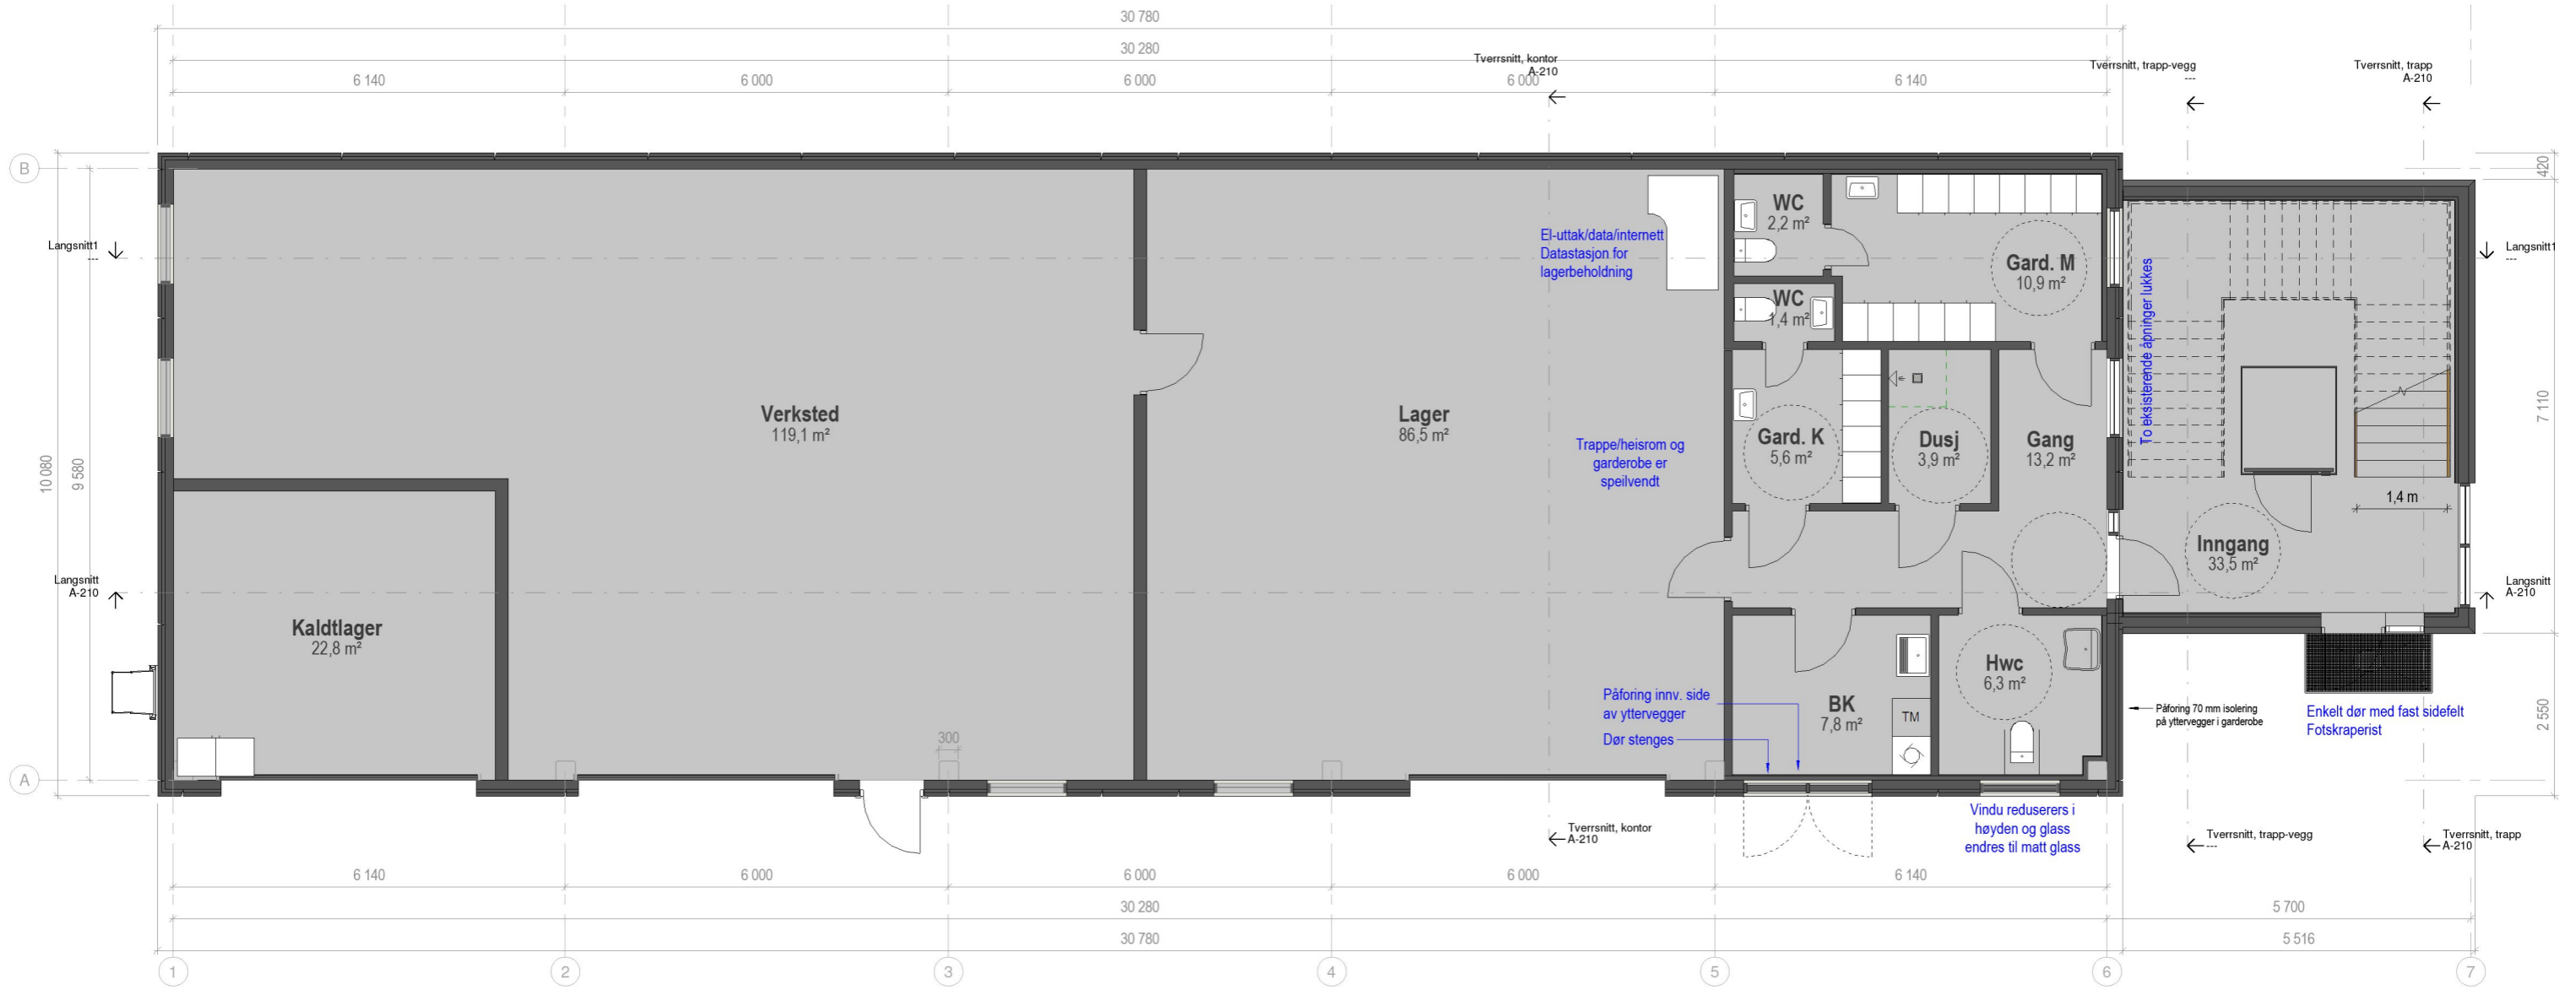 30 780
30 280
6 140
6 000
6 000
6 000
6 140
Tverrsnitt, kontor
A-210
Tverrsnitt, trapp-vegg
---
Tverrsnitt, trapp
A-210
B
420
Langsnitt1
---
Langsnitt1
---
WC
2,2 m²
El-uttak/data/internett
Datastasjon for
lagerbeholdning
Gard. M
10,9 m²
WC
1,4 m²
To eksisterende åpninger lukkes
Verksted
119,1 m²
Lager
86,5 m²
Trappe/heisrom og
garderobe er
speilvendt
Gard. K
5,6 m²
Dusj
3,9 m²
Gang
13,2 m²
7 110
10 080
9 580
1,4 m
Inngang
33,5 m²
Langsnitt
A-210
Langsnitt
A-210
Kaldtlager
22,8 m²
Hwc
6,3 m²
Påforing innv. side
av yttervegger
Dør stenges
BK
7,8 m²
TM
Påforing 70 mm isolering
på yttervegger i garderobe
Enkelt dør med fast sidefelt
Fotskraperist
2 550
300
A
Vindu reduserers i
høyden og glass
endres til matt glass
Tverrsnitt, kontor
A-210
Tverrsnitt, trapp-vegg
---
Tverrsnitt, trapp
A-210
6 140
6 000
6 000
6 000
6 140
30 280
5 700
30 780
5 516
1
2
3
4
5
6
7